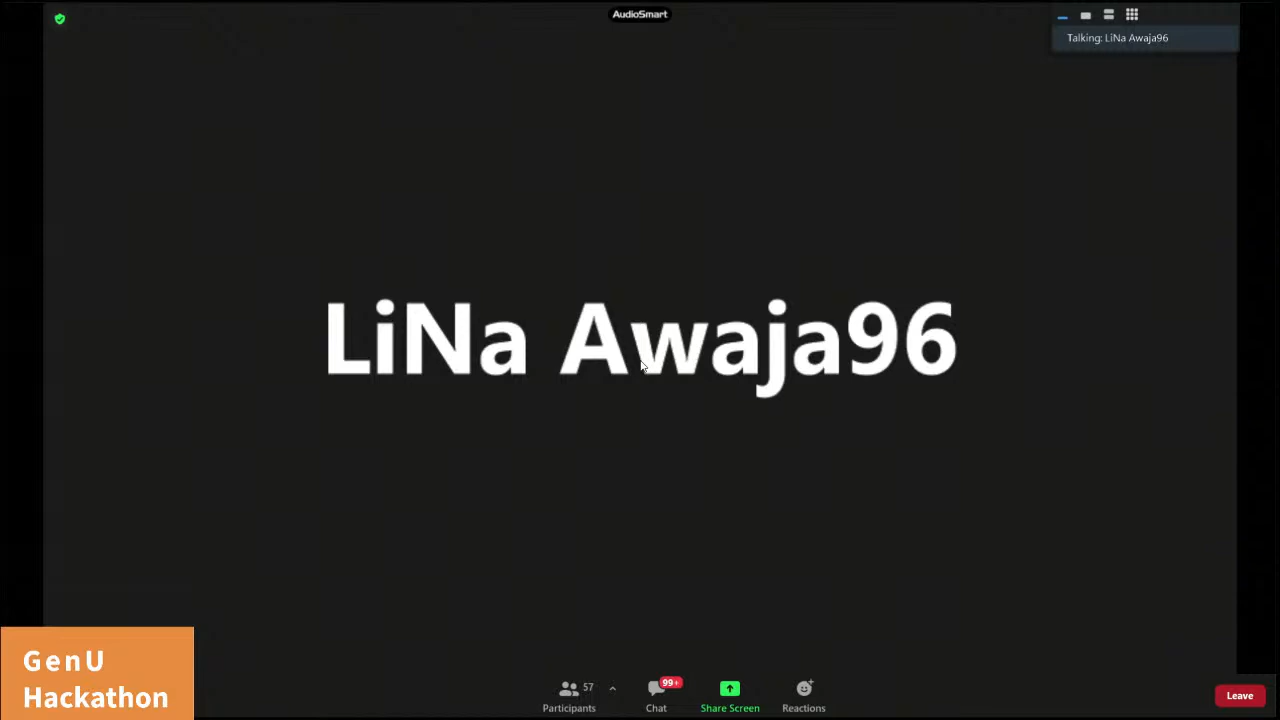 AudioSmart
Talking: LiNa Awaja96
LiNa Awaja96
GenU
Hackathon
57
Participants
99+
Chat
Share Screen
Reactions
Leave